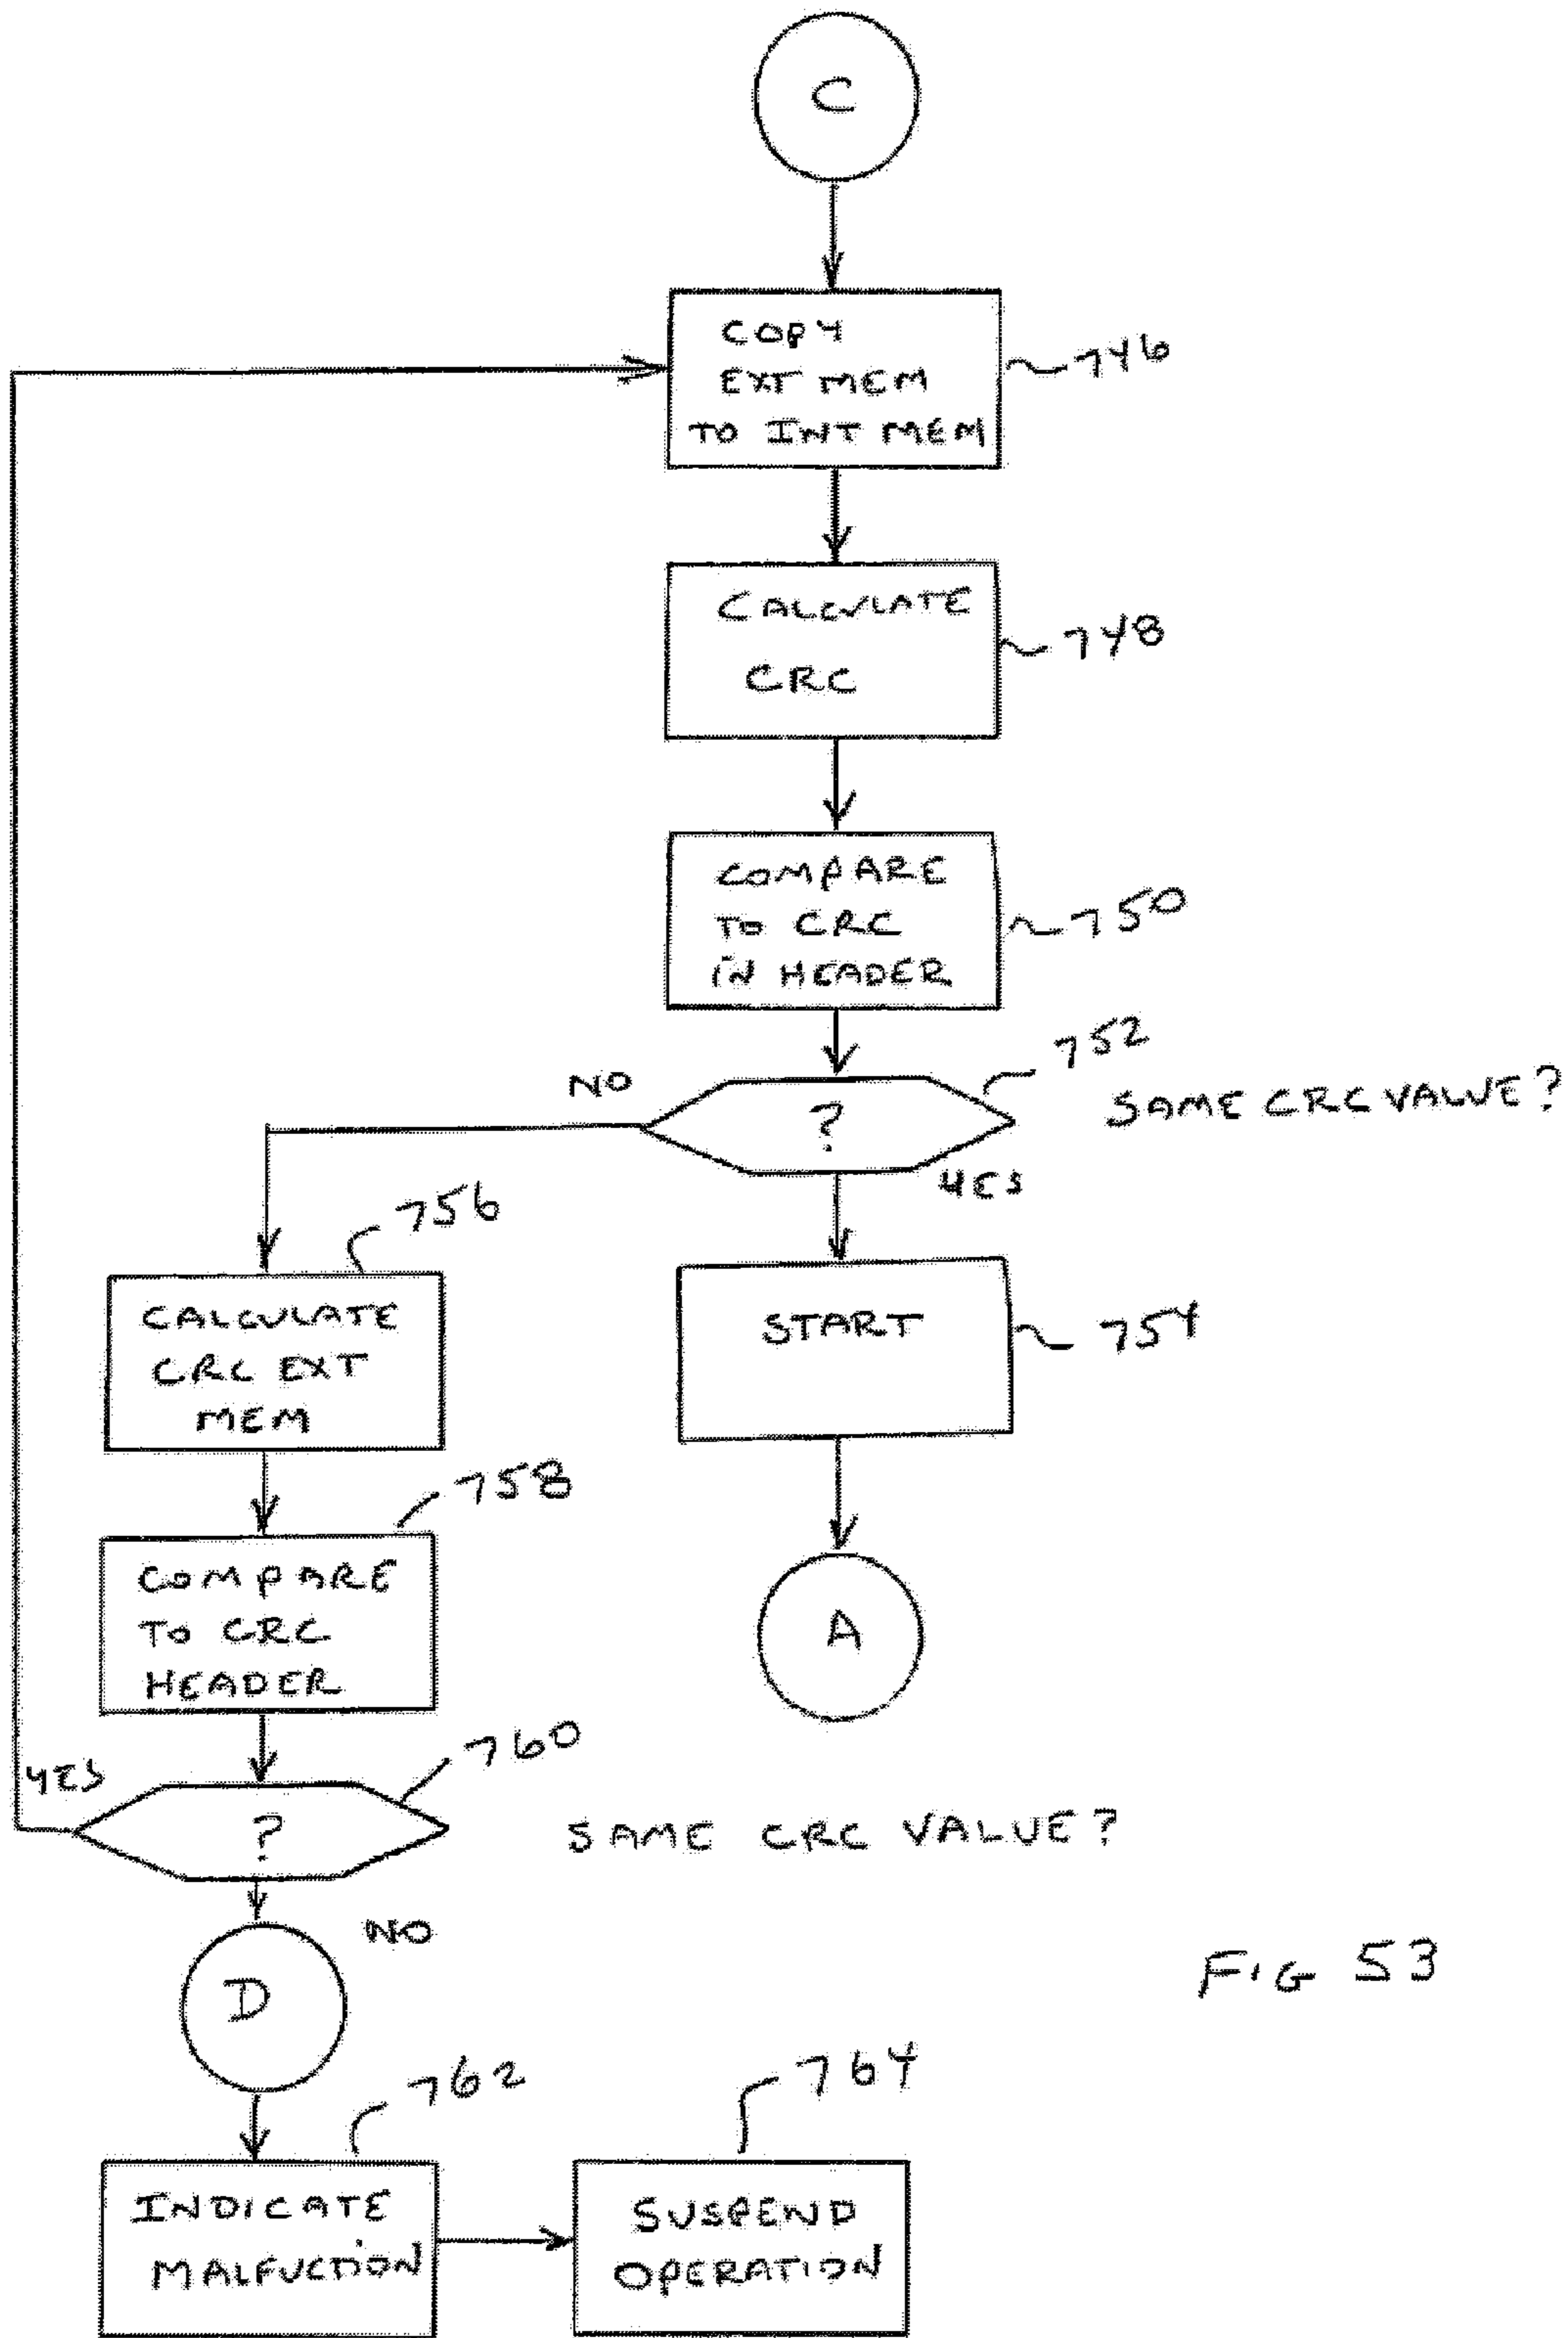 C
COPY
EXT MEM
TO INT MEM
746
CALCULATE
CRC
748
COMPARE
TO CRC
IN HEADER
750
752
NO
?
SAME CRC VALUE?
YES
756
CALCULATE
CRC EXT
MEM
START
754
758
COMPARE
TO CRC
HEADER
A
760
YES
?
SAME CRC VALUE?
NO
D
FIG 53
762
764
INDICATE
MALFUCTION
SUSPEND
OPERATION